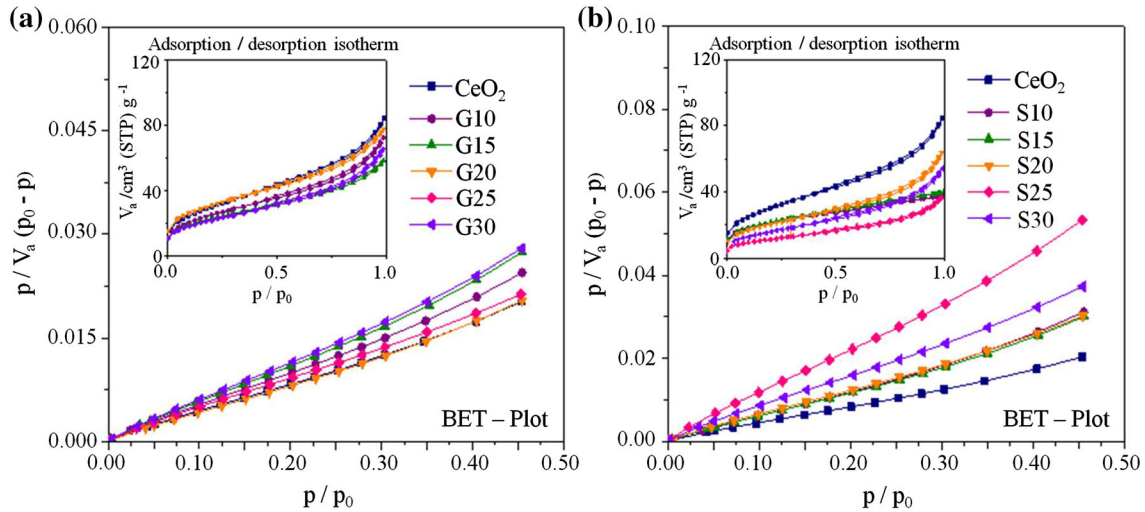 (a)
0.060
0.045
0.030
0.015
0.000
p / Vₐ (p₀ - p)
Adsorption / desorption isotherm
120
80
40
0
Vₐ/cm³ (STP) g⁻¹
0.0
0.5
1.0
p / p₀
CeO₂
G10
G15
G20
G25
G30
BET – Plot
0.00
0.10
0.20
0.30
0.40
0.50
p / p₀
(b)
0.10
0.08
0.06
0.04
0.02
0.00
p / Vₐ (p₀ - p)
Adsorption / desorption isotherm
120
80
40
0
Vₐ/cm³ (STP) g⁻¹
0.0
0.5
1.0
p / p₀
CeO₂
S10
S15
S20
S25
S30
BET – Plot
0.00
0.10
0.20
0.30
0.40
0.50
p / p₀